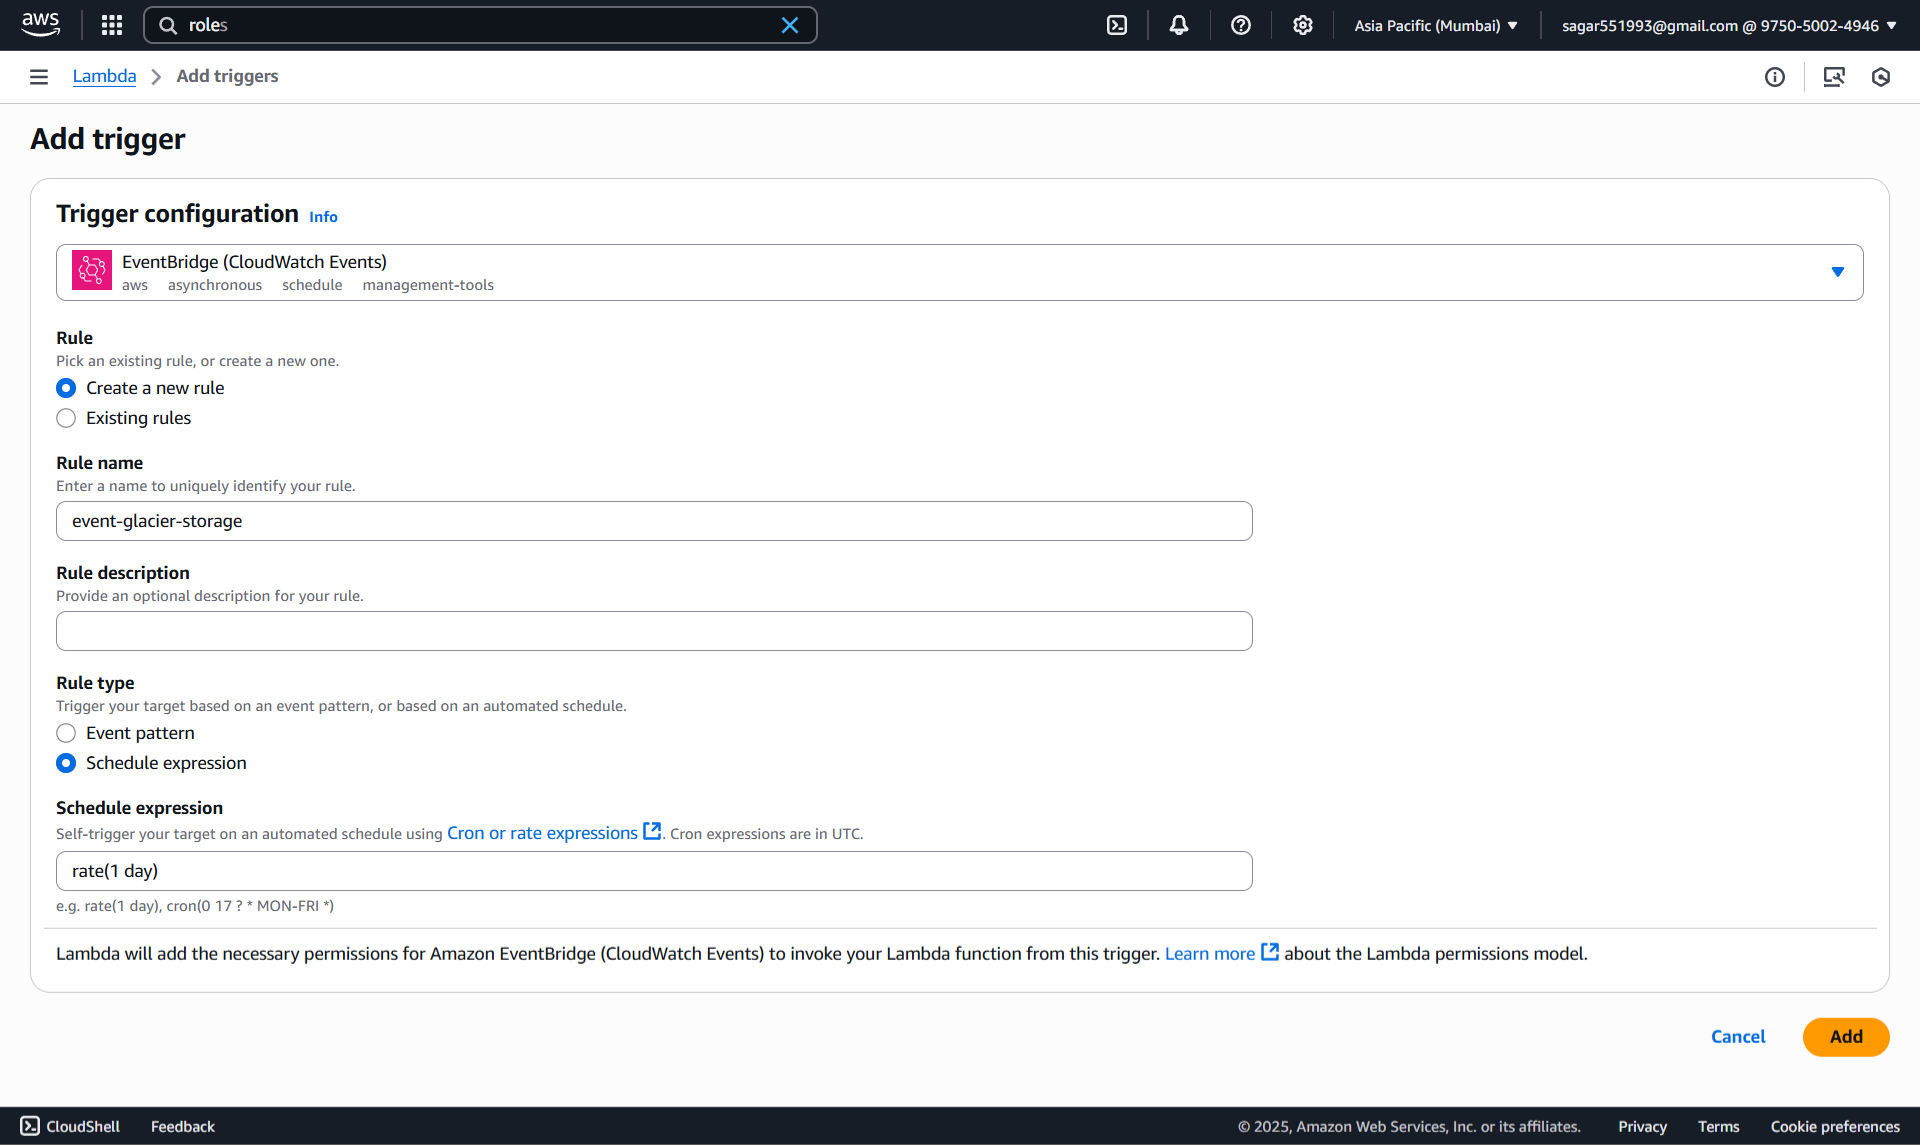 aws
roles
Asia Pacific (Mumbai)
sagar551993@gmail.com @ 9750-5002-4946
Lambda
Add triggers
Add trigger
Trigger configuration Info
EventBridge (CloudWatch Events)
aws asynchronous schedule management-tools
Rule
Pick an existing rule, or create a new one.
Create a new rule
Existing rules
Rule name
Enter a name to uniquely identify your rule.
event-glacier-storage
Rule description
Provide an optional description for your rule.
Rule type
Trigger your target based on an event pattern, or based on an automated schedule.
Event pattern
Schedule expression
Schedule expression
Self-trigger your target on an automated schedule using Cron or rate expressions. Cron expressions are in UTC.
rate(1 day)
e.g. rate(1 day), cron(0 17 ? * MON-FRI *)
Lambda will add the necessary permissions for Amazon EventBridge (CloudWatch Events) to invoke your Lambda function from this trigger. Learn more about the Lambda permissions model.
Cancel
Add
CloudShell
Feedback
© 2025, Amazon Web Services, Inc. or its affiliates.
Privacy
Terms
Cookie preferences